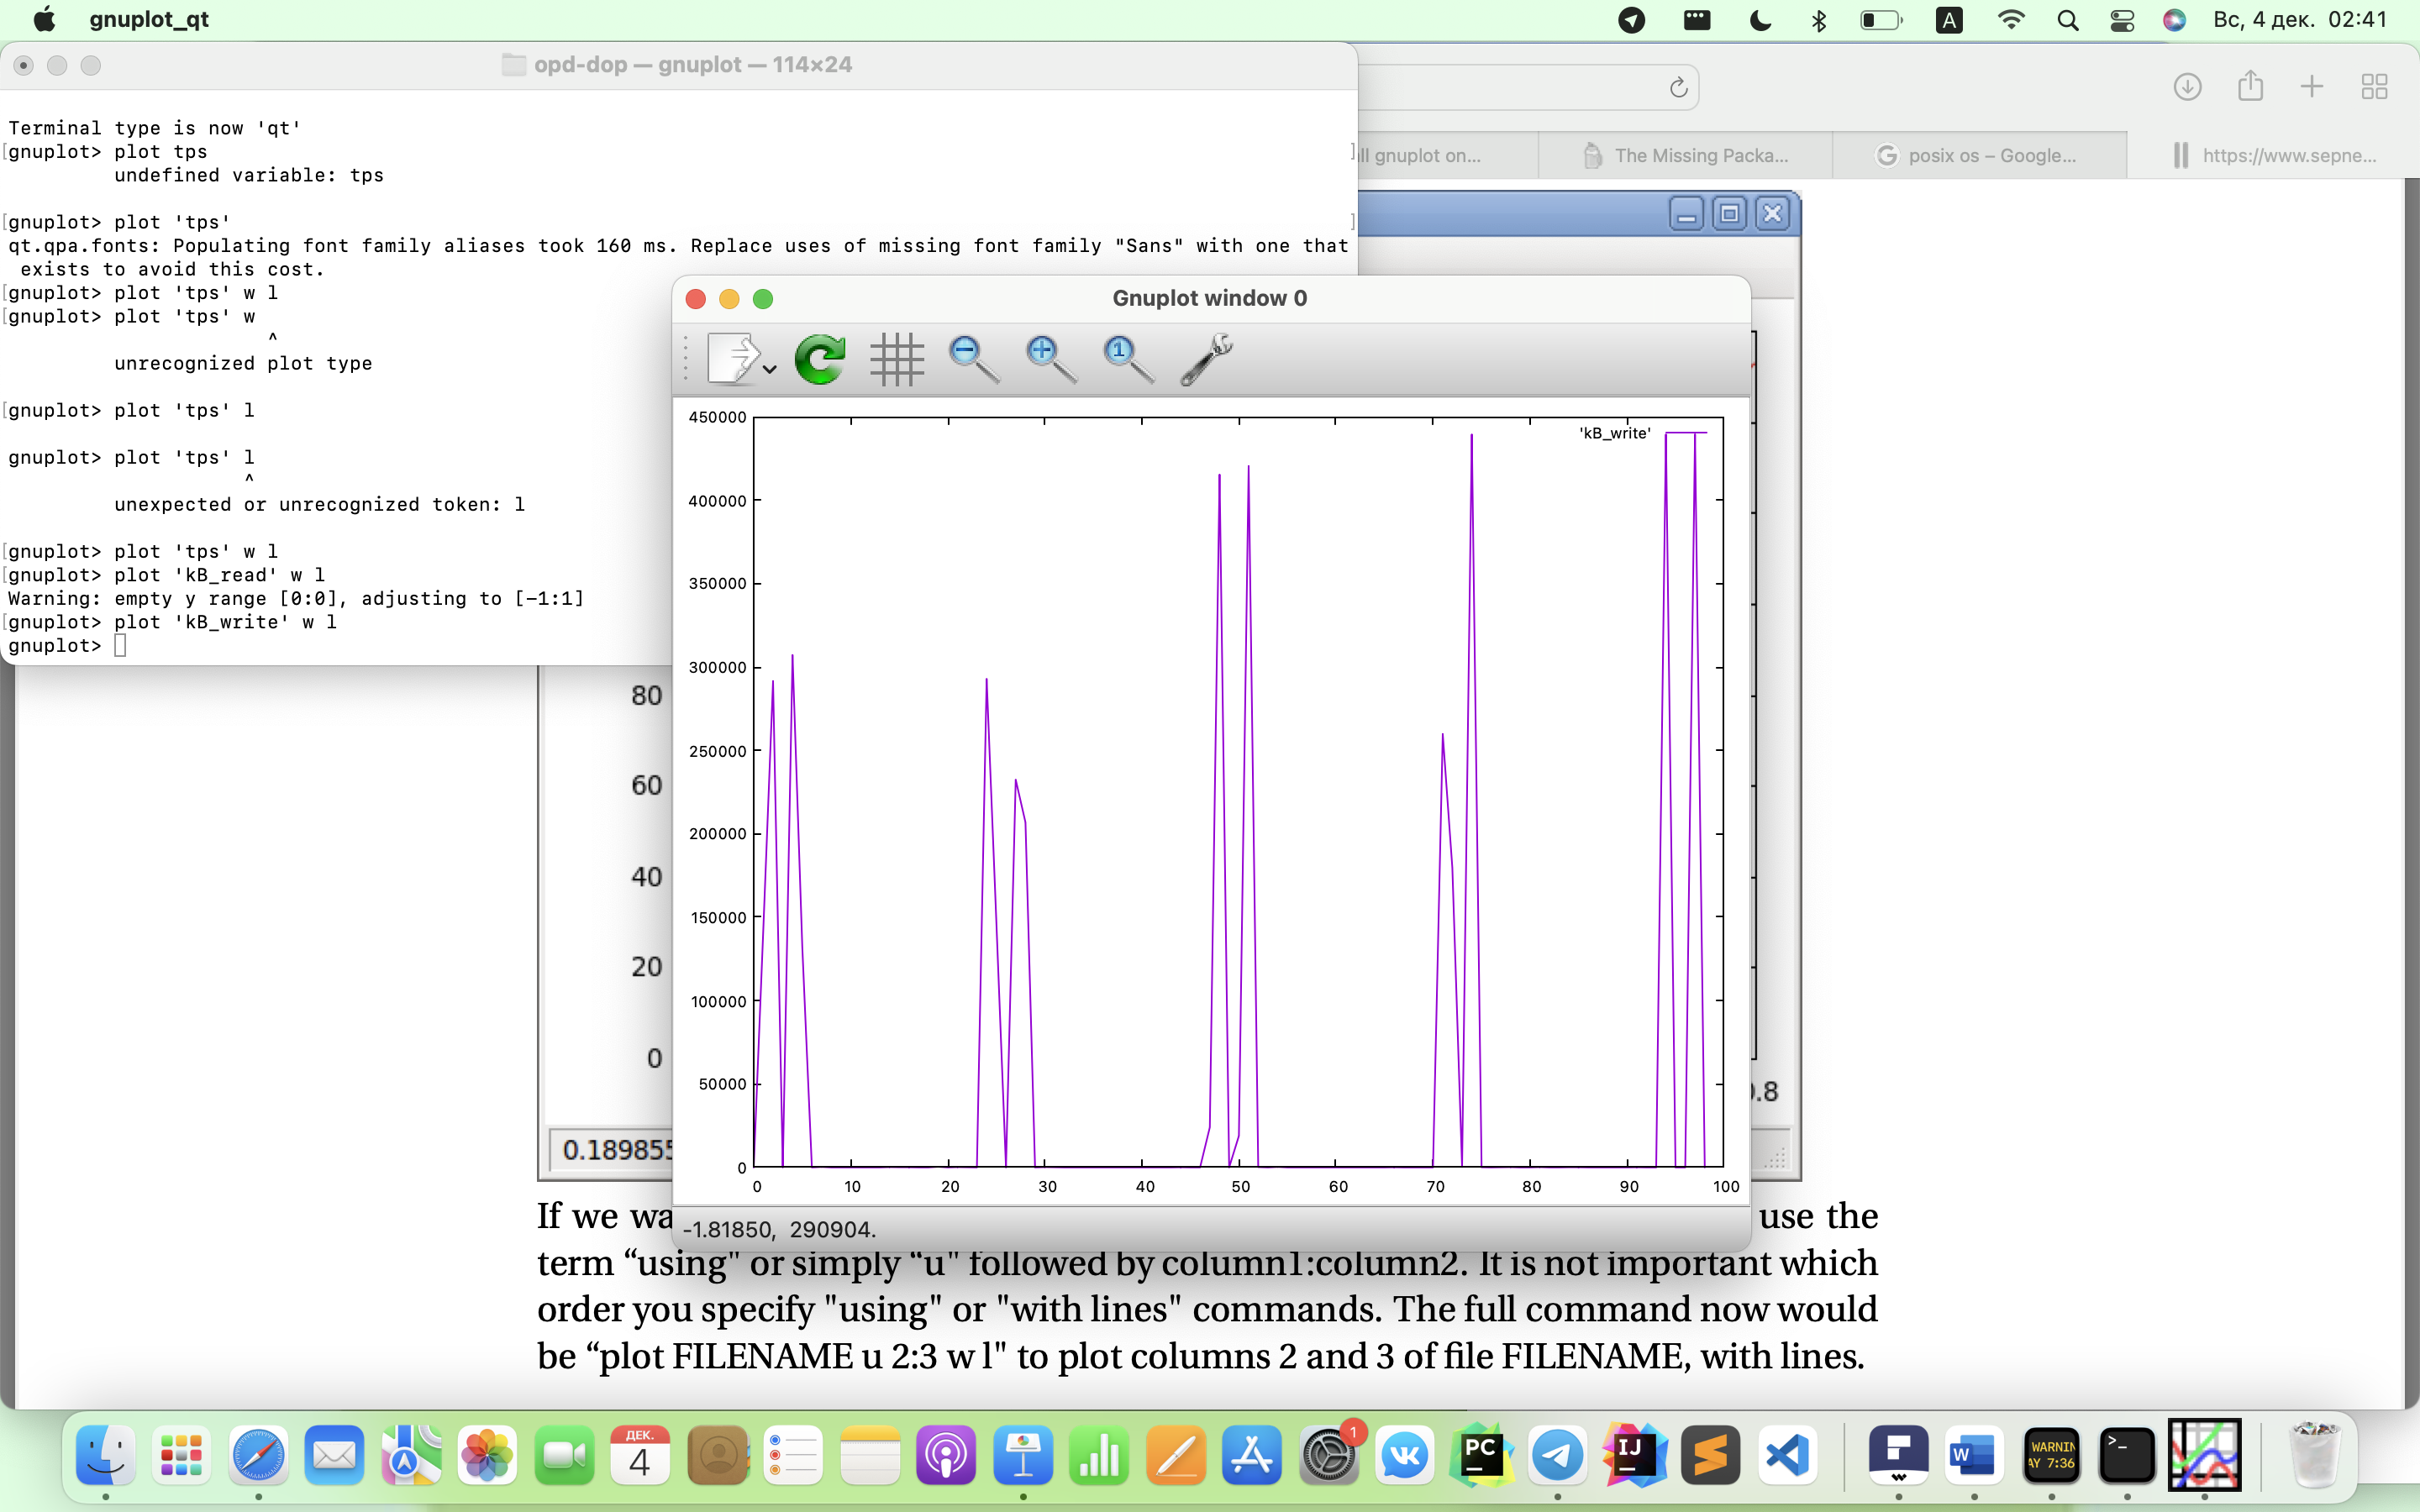 gnuplot_qt
A
Вс, 4 дек. 02:41
opd-dop — gnuplot — 114×24
Terminal type is now 'qt'
[gnuplot> plot tps ]
undefined variable: tps
[gnuplot> plot 'tps' ]
qt.qpa.fonts: Populating font family aliases took 160 ms. Replace uses of missing font family "Sans" with one that
exists to avoid this cost.
[gnuplot> plot 'tps' w l
[gnuplot> plot 'tps' w
^
unrecognized plot type
[gnuplot> plot 'tps' l
gnuplot> plot 'tps' l
^
unexpected or unrecognized token: l
[gnuplot> plot 'tps' w l
[gnuplot> plot 'kB_read' w l
Warning: empty y range [0:0], adjusting to [-1:1]
[gnuplot> plot 'kB_write' w l
gnuplot>
ll gnuplot on...
The Missing Packa...
G posix os – Google...
https://www.sepne...
Gnuplot window 0
1
450000
400000
350000
300000
250000
200000
150000
100000
50000
0
'kB_write'
0 10 20 30 40 50 60 70 80 90 100
-1.81850, 290904.
80
60
40
20
0
0.8
0.189855
If we wa
use the
term “using" or simply “u" followed by column1:column2. It is not important which
order you specify "using" or "with lines" commands. The full command now would
be “plot FILENAME u 2:3 w l" to plot columns 2 and 3 of file FILENAME, with lines.
ДЕК.
4
1
PC
IJ
W
WARNIN
AY 7:36
>_